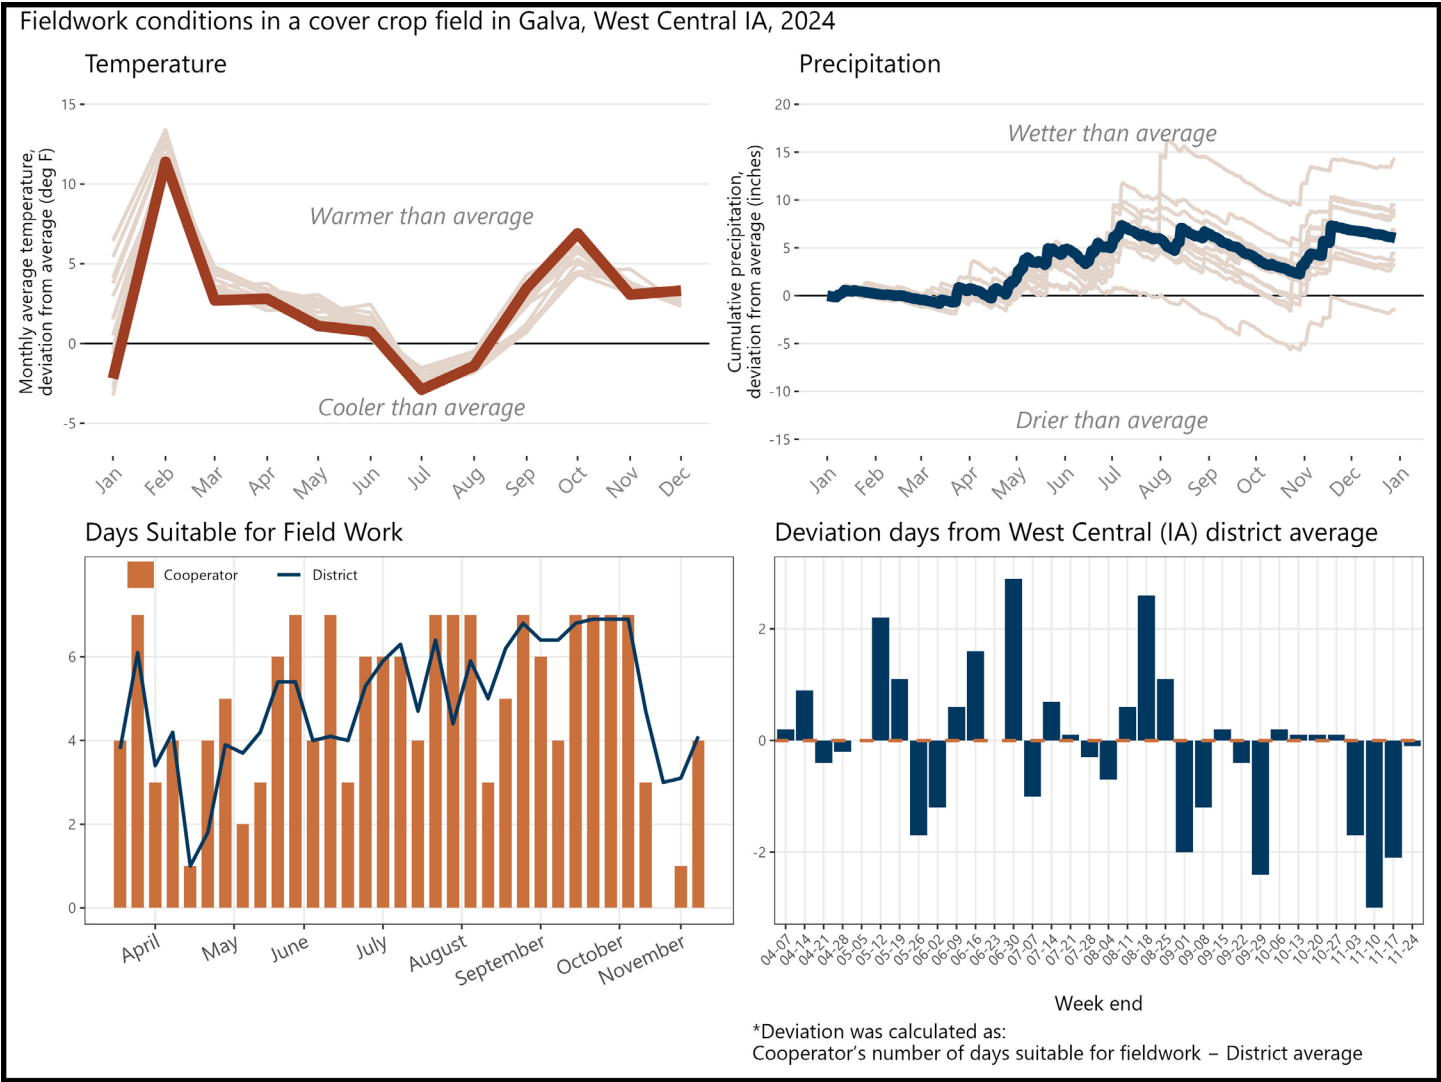 Fieldwork conditions in a cover crop field in Galva, West Central IA, 2024
Temperature
Monthly average temperature,
deviation from average (deg F)
15
10
5
0
-5
Warmer than average
Cooler than average
Jan
Feb
Mar
Apr
May
Jun
Jul
Aug
Sep
Oct
Nov
Dec
Precipitation
Cumulative precipitation,
deviation from average (inches)
20
15
10
5
0
-5
-10
-15
Wetter than average
Drier than average
Jan
Feb
Mar
Apr
May
Jun
Jul
Aug
Sep
Oct
Nov
Dec
Jan
Days Suitable for Field Work
Cooperator
District
6
4
2
0
April
May
June
July
August
September
October
November
Deviation days from West Central (IA) district average
2
0
-2
04-07
04-14
04-21
04-28
05-05
05-12
05-19
05-26
06-02
06-09
06-16
06-23
06-30
07-07
07-14
07-21
07-28
08-04
08-11
08-18
08-25
09-01
09-08
09-15
09-22
09-29
10-06
10-13
10-20
10-27
11-03
11-10
11-17
11-24
Week end
*Deviation was calculated as:
Cooperator's number of days suitable for fieldwork – District average